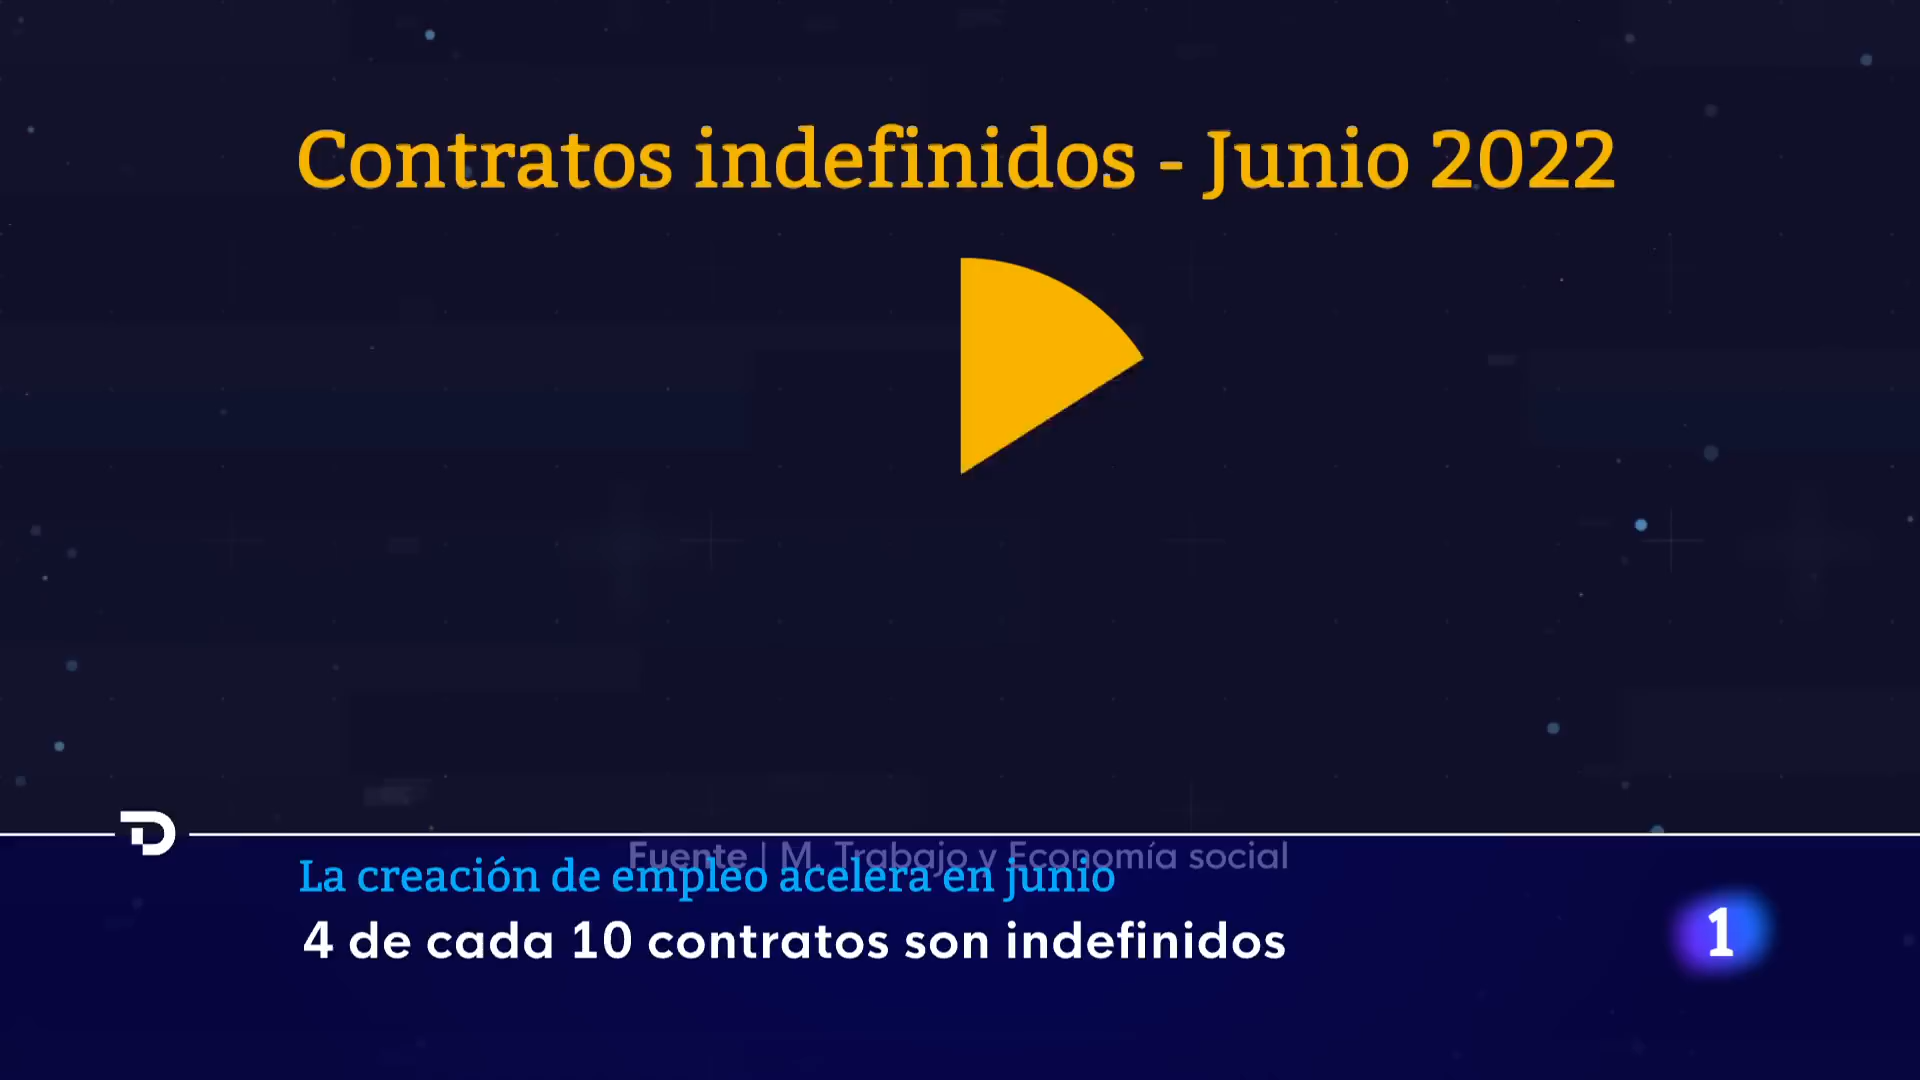 Contratos indefinidos - Junio 2022
Fuente | M. Trabajo y Economía social
La creación de empleo acelera en junio
4 de cada 10 contratos son indefinidos
1